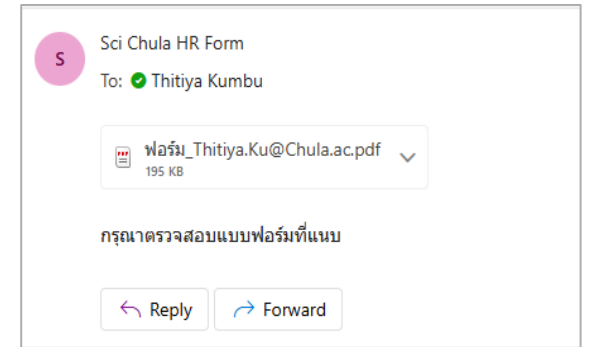 S
Sci Chula HR Form
To: Thitiya Kumbu
ฟอร์ม_Thitiya.Ku@Chula.ac.pdf
195 KB
กรุณาตรวจสอบแบบฟอร์มที่แนบ
Reply
Forward